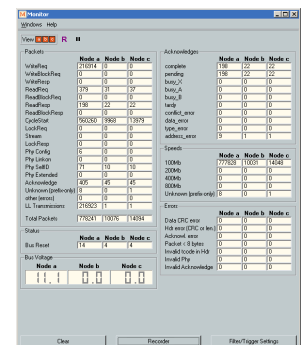 Monitor
Windows Help
View a b c R
Packets
Node a Node b Node c
WriteReq 216914 0 0
WriteBlockReq 0 0 0
WriteResp 0 0 0
ReadReq 379 31 37
ReadBlockReq 0 0 0
ReadBlockResp 0 0 0
ReadResp 198 22 22
CycleStart 560260 9968 13979
LockReq 0 0 0
Stream 0 0 0
LockResp 0 0 0
Phy Config 6 0 0
Phy Linkon 0 0 0
Phy SelfID 71 10 10
Phy Extended 0 0 0
Acknowledge 405 45 45
Unknown (prefix-only) 8 0 1
other (errors) 0 0 0
LL Transmissions 216923 1 1
Total Packets 778241 10076 14094
Status
Node a Node b Node c
Bus Reset 14 4 4
Bus Voltage
Node a Node b Node c
11.1 0.0 0.0
Acknowledges
Node a Node b Node c
complete 198 22 22
pending 198 22 22
busy_X 0 0 0
busy_A 0 0 0
busy_B 0 0 0
tardy 0 0 0
conflict_error 0 0 0
data_error 0 0 0
type_error 0 0 0
address_error 9 1 1
Speeds
Node a Node b Node c
100Mb 777828 10031 14048
200Mb 0 0 0
400Mb 0 0 0
800Mb 0 0 0
Unknown (prefix-only) 8 0 1
Errors
Node a Node b Node c
Data CRC error 0 0 0
Hdr error (CRC or len.) 0 0 0
Acknowl. error 0 0 0
Packet < 8 bytes 0 0 0
Invalid tcode in Hdr 0 0 0
Invalid Phy 0 0 0
Invalid Acknowledge 0 0 0
Clear
Recorder
Filter/Trigger Settings